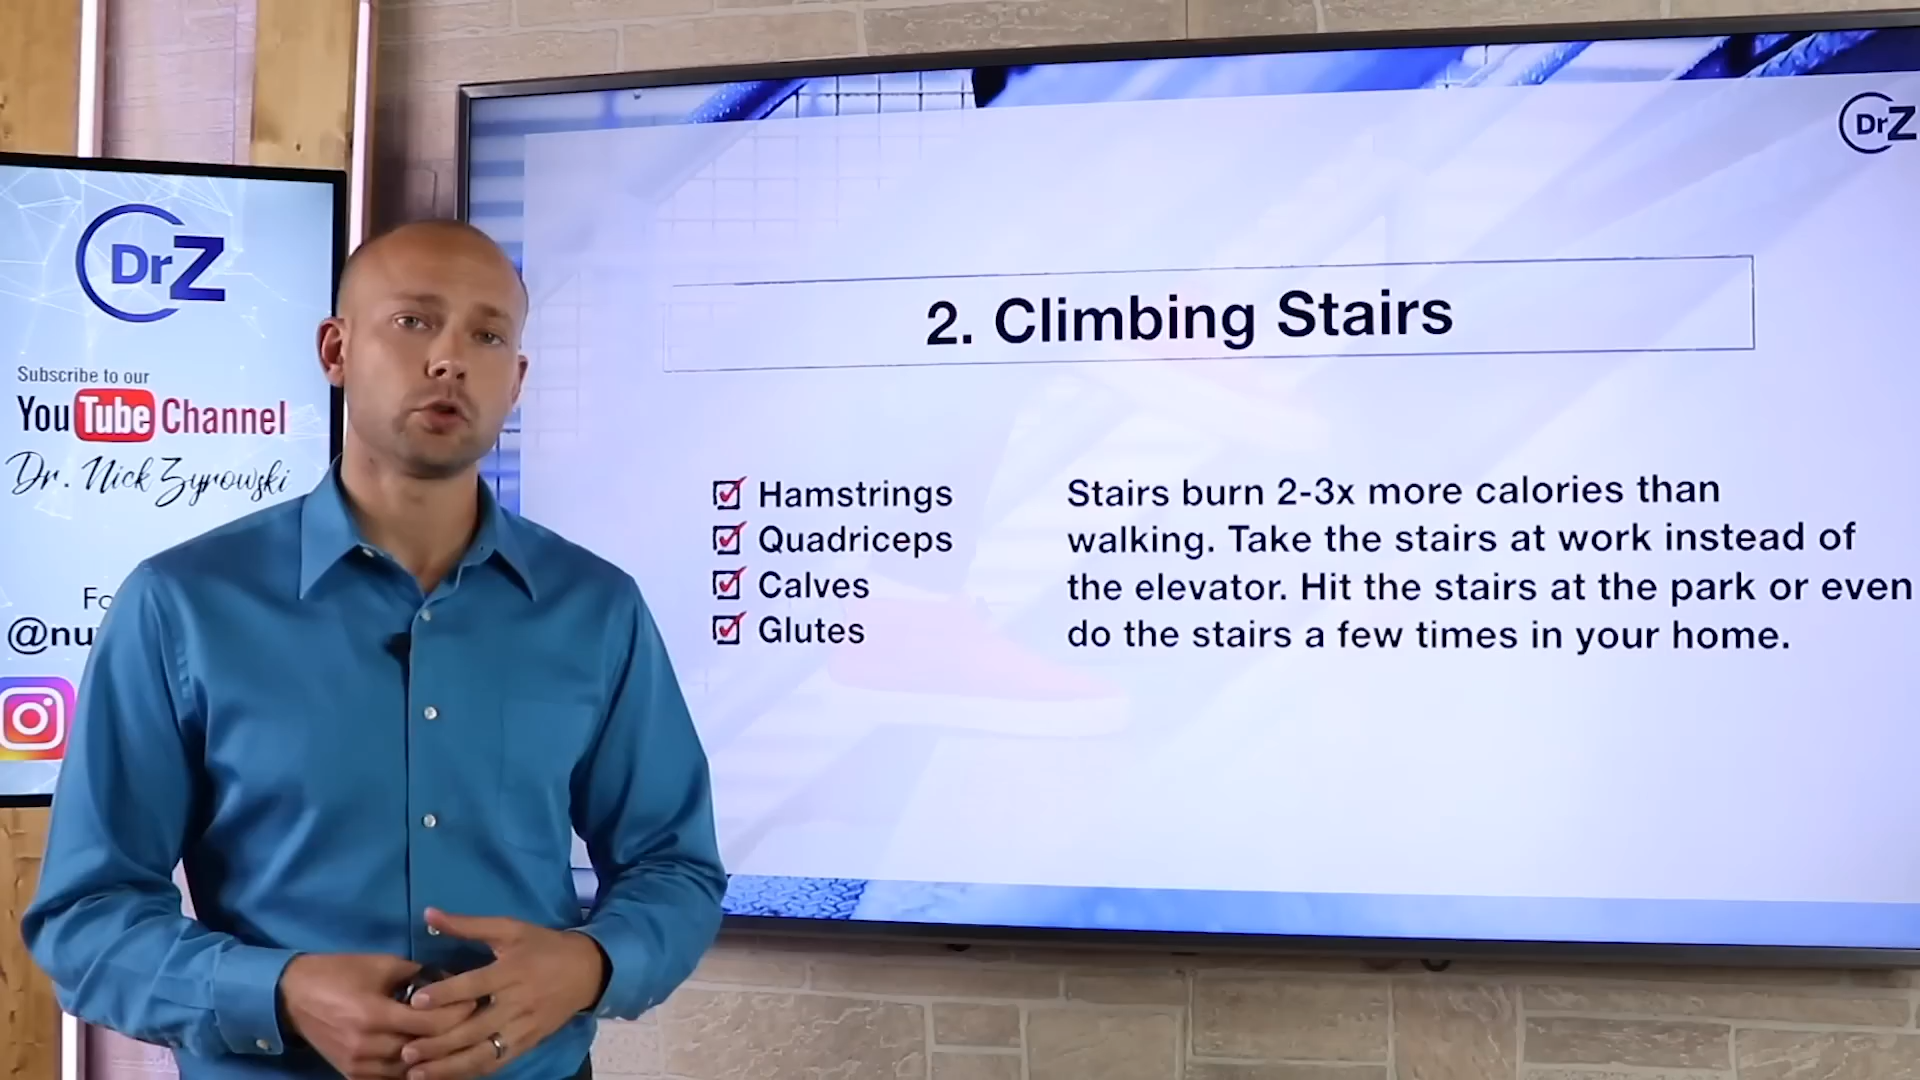 DrZ
Subscribe to our
YouTube Channel
Dr. Nick Zyrowski
DrZ
2. Climbing Stairs
Hamstrings
Quadriceps
Calves
Glutes
Stairs burn 2-3x more calories than
walking. Take the stairs at work instead of
the elevator. Hit the stairs at the park or even
do the stairs a few times in your home.